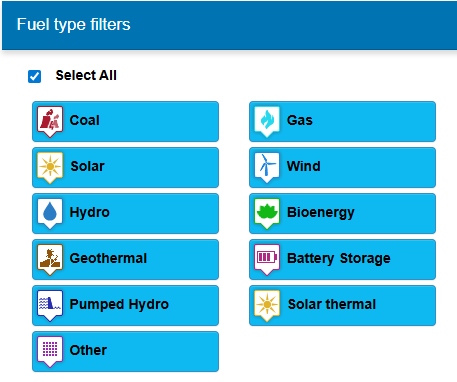 Fuel type filters
Select All
Coal
Gas
Solar
Wind
Hydro
Bioenergy
Geothermal
Battery Storage
Pumped Hydro
Solar thermal
Other